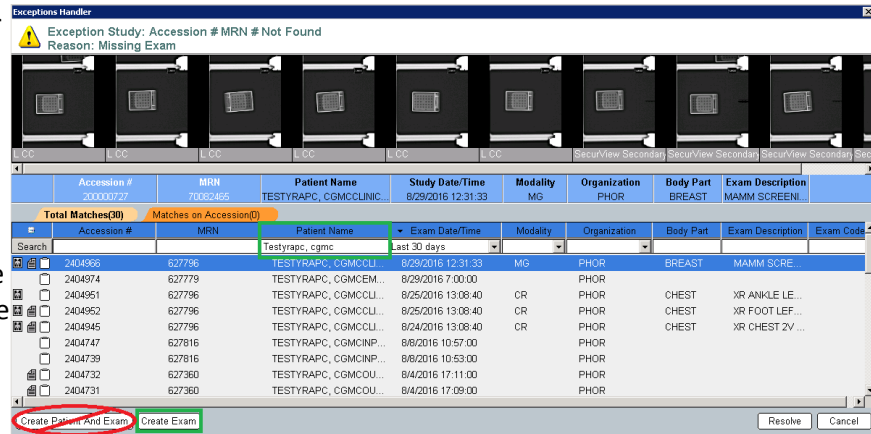 Exceptions Handler
Exception Study: Accession # MRN # Not Found
Reason: Missing Exam
L CC L CC L CC L CC L CC L CC SecurView Secondary SecurView Secondary SecurView Secondary Sec
Accession # MRN Patient Name Study Date/Time Modality Organization Body Part Exam Description
200000727 70082465 TESTYRAPC, CGMCCLINIC... 8/29/2016 12:31:33 MG PHOR BREAST MAMM SCREENI...
Total Matches(30) Matches on Accession(0)
Accession # MRN Patient Name Exam Date/Time Modality Organization Body Part Exam Description Exam Code
Search Testyrapc, cgmc Last 30 days
2404966 627796 TESTYRAPC, CGMCCLI... 8/29/2016 12:31:33 MG PHOR BREAST MAMM SCRE...
2404974 627779 TESTYRAPC, CGMCEM... 8/29/2016 7:00:00 PHOR
2404951 627796 TESTYRAPC, CGMCCLI... 8/25/2016 13:08:40 CR PHOR CHEST XR ANKLE LE...
2404952 627796 TESTYRAPC, CGMCCLI... 8/25/2016 13:08:40 CR PHOR CHEST XR FOOT LEF...
2404945 627796 TESTYRAPC, CGMCCLI... 8/24/2016 13:08:40 CR PHOR CHEST XR CHEST 2V ...
2404747 627816 TESTYRAPC, CGMCINP... 8/8/2016 10:57:00 PHOR
2404739 627816 TESTYRAPC, CGMCINP... 8/8/2016 10:53:00 PHOR
2404732 627360 TESTYRAPC, CGMCOU... 8/4/2016 17:11:00 PHOR
2404731 627360 TESTYRAPC, CGMCOU... 8/4/2016 17:09:00 PHOR
Create Patient And Exam Create Exam Resolve Cancel